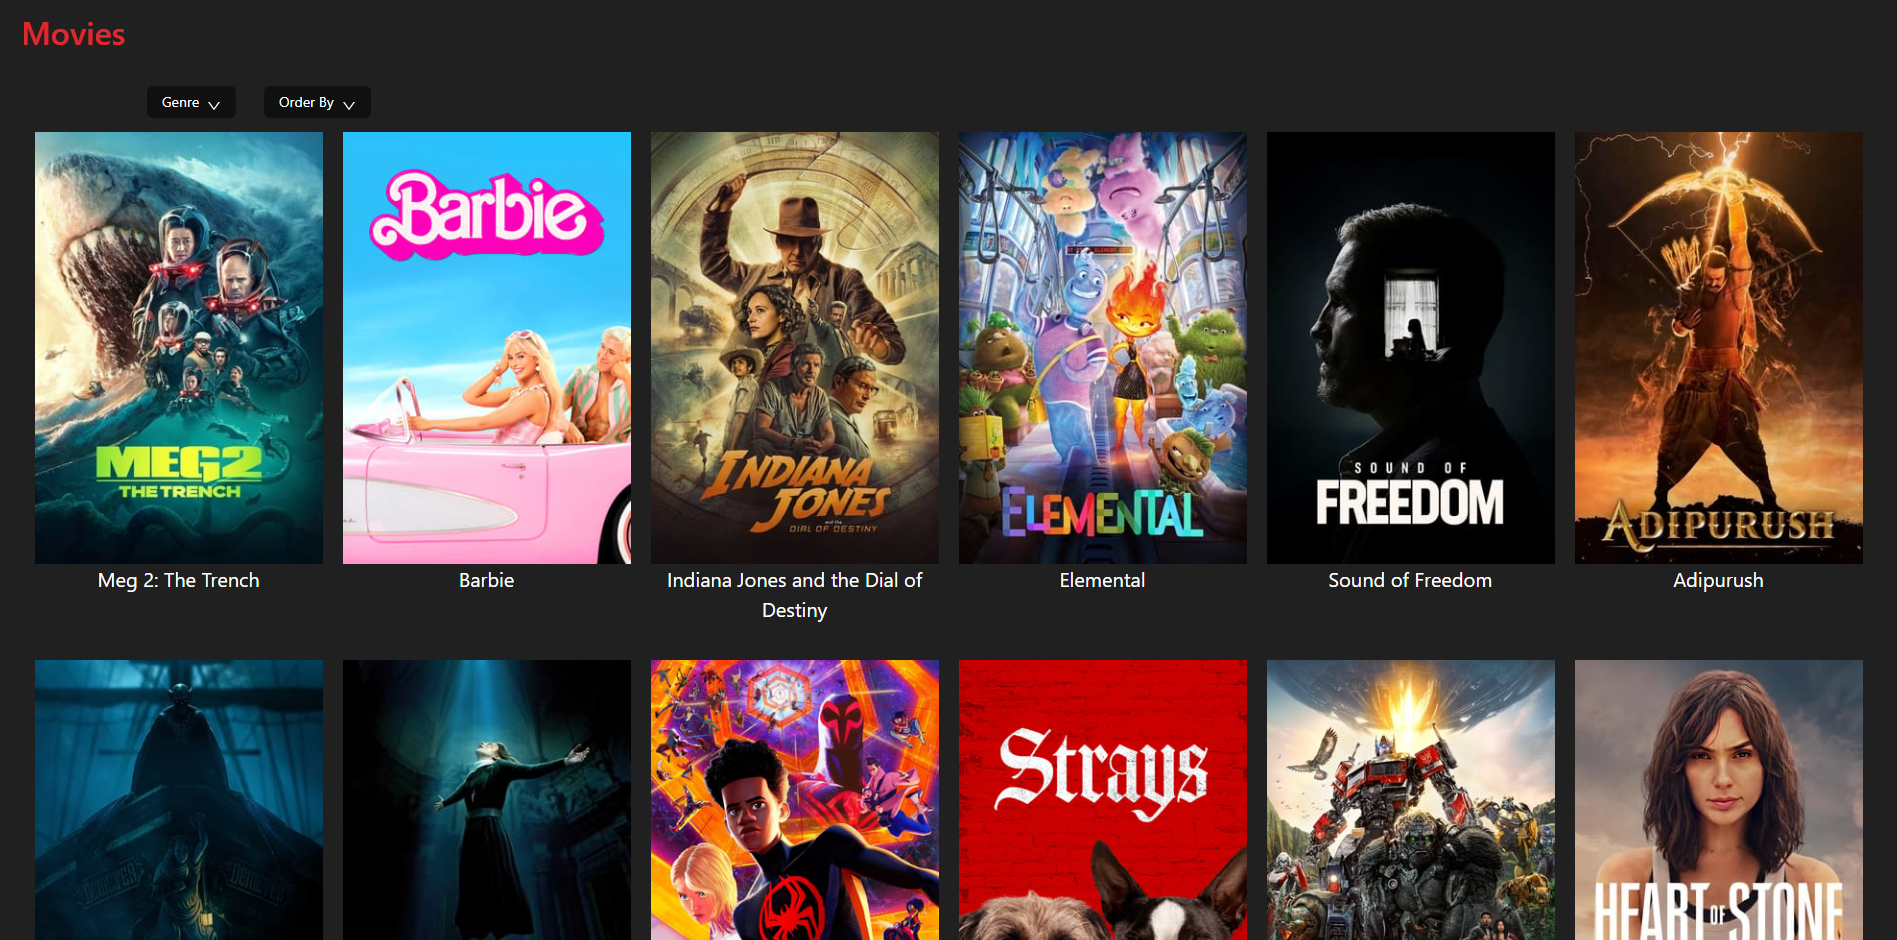 Movies
Genre
Order By
Barbie
MEG2
THE TRENCH
INDIANA
JONES
and the
DIAL OF DESTINY
ELEMENTAL
SOUND OF
FREEDOM
ADIPURUSH
Meg 2: The Trench
Barbie
Indiana Jones and the Dial of
Destiny
Elemental
Sound of Freedom
Adipurush
Strays
DEMETER
DEMETER
HEART OF STONE